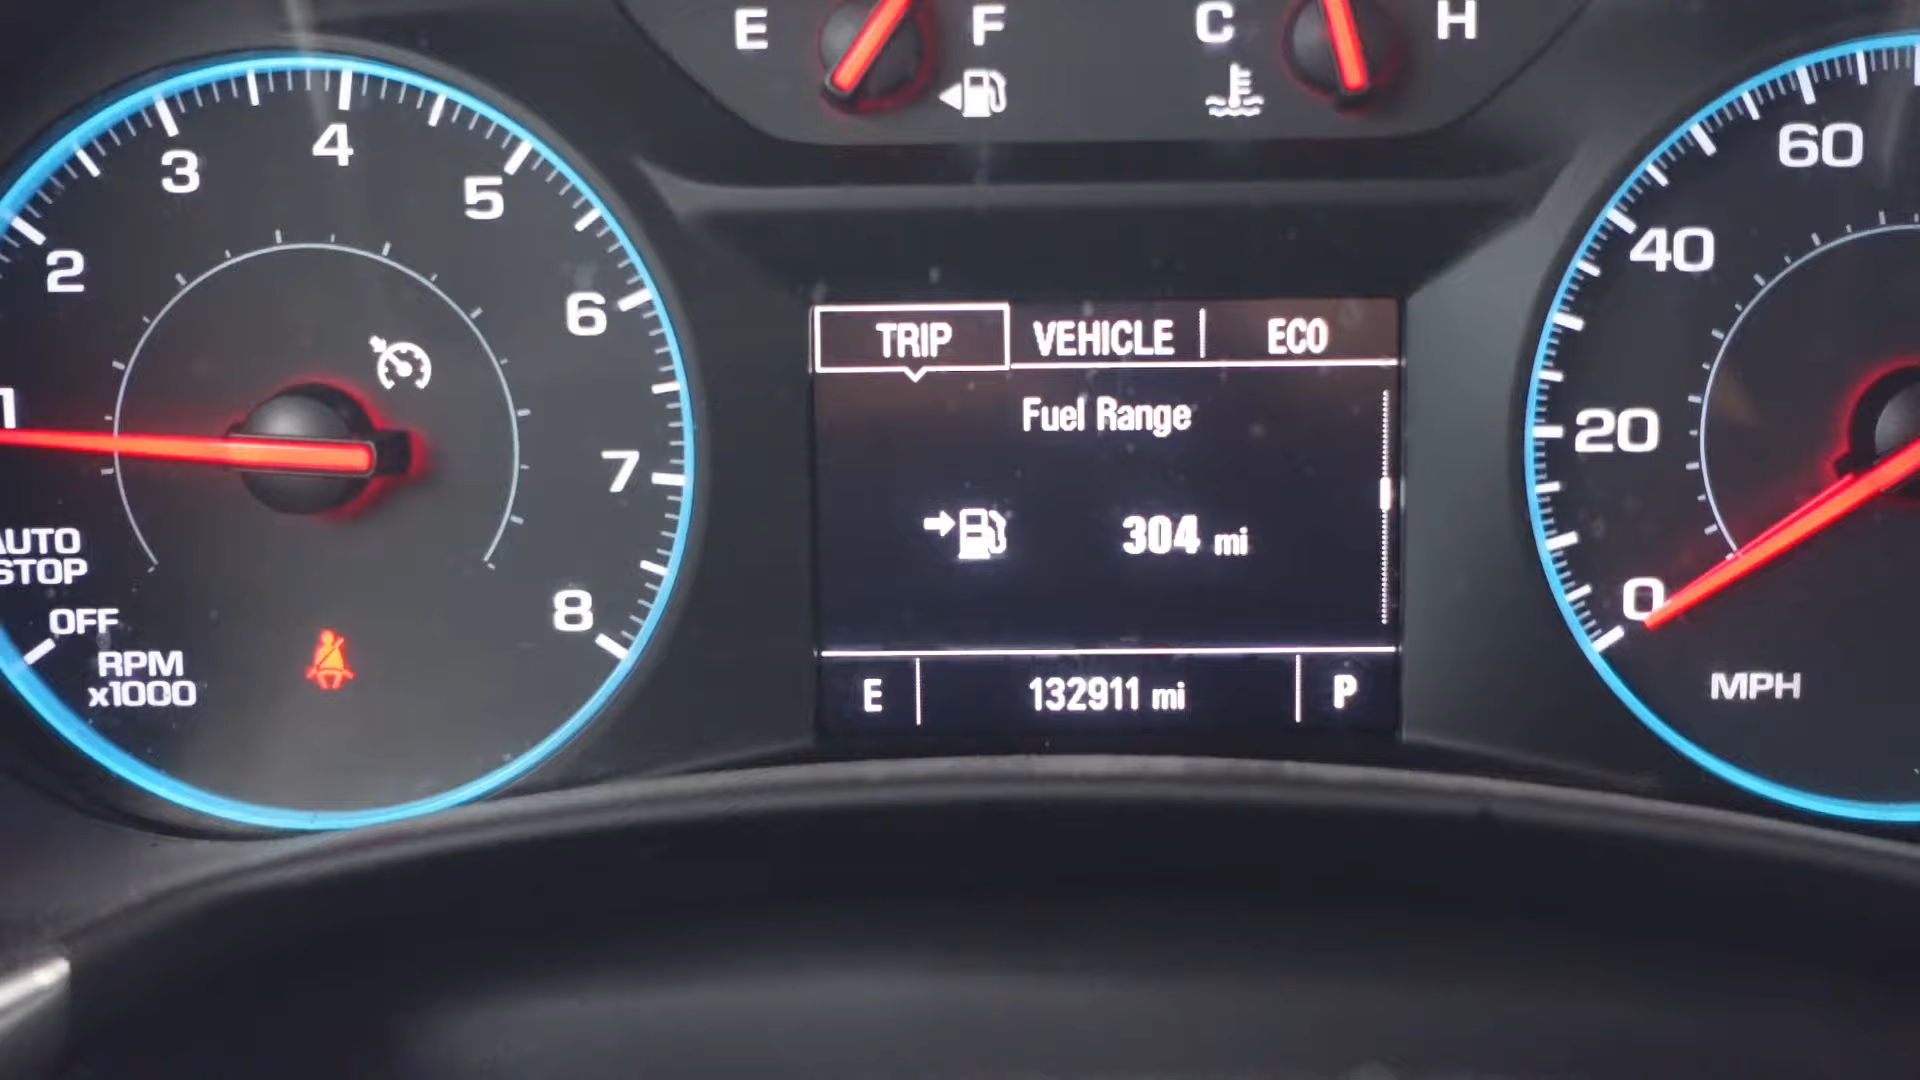 E F C H
1 2 3 4 5 6 7 8
AUTO
STOP
OFF
RPM
x1000
TRIP VEHICLE ECO
Fuel Range
304 mi
E 132911 mi P
0 20 40 60
MPH